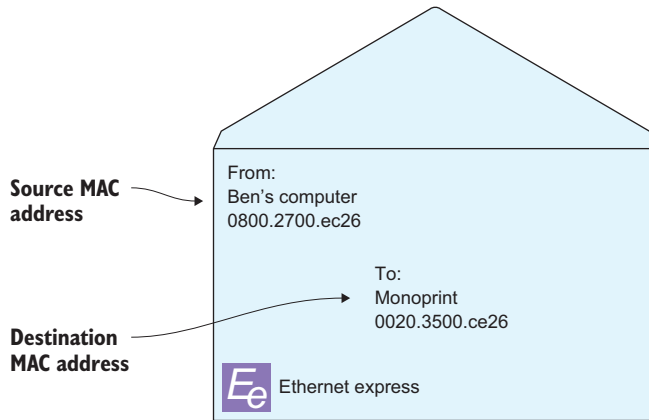 From:
Ben's computer
0800.2700.ec26
Source MAC
address
To:
Monoprint
0020.3500.ce26
Destination
MAC address
Ee Ethernet express